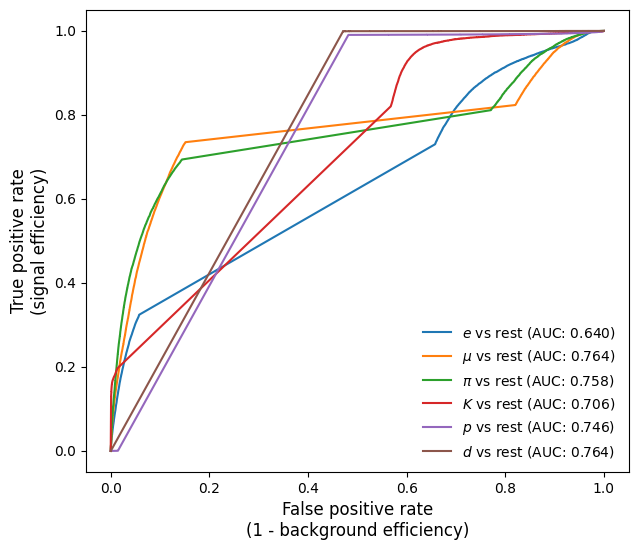 True positive rate
(signal efficiency)
1.0
0.8
0.6
0.4
0.2
0.0
e vs rest (AUC: 0.640)
μ vs rest (AUC: 0.764)
π vs rest (AUC: 0.758)
K vs rest (AUC: 0.706)
p vs rest (AUC: 0.746)
d vs rest (AUC: 0.764)
0.0 0.2 0.4 0.6 0.8 1.0
False positive rate
(1 - background efficiency)